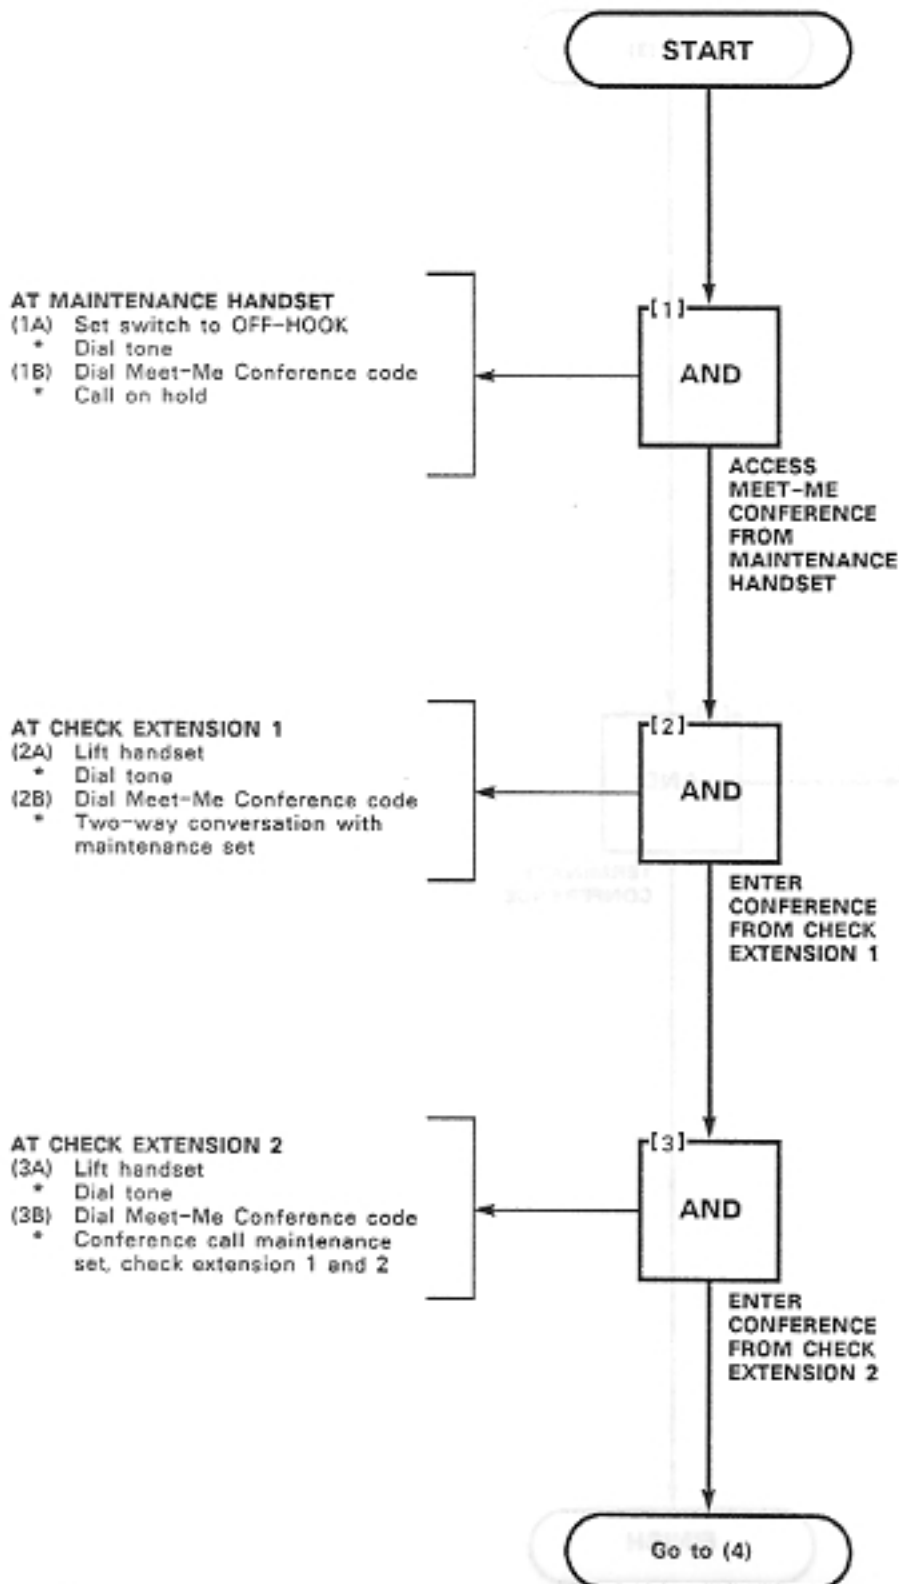 START
AT MAINTENANCE HANDSET
(1A) Set switch to OFF-HOOK
* Dial tone
(1B) Dial Meet-Me Conference code
* Call on hold
[1]
AND
ACCESS
MEET-ME
CONFERENCE
FROM
MAINTENANCE
HANDSET
AT CHECK EXTENSION 1
(2A) Lift handset
* Dial tone
(2B) Dial Meet-Me Conference code
* Two-way conversation with
maintenance set
[2]
AND
ENTER
CONFERENCE
FROM CHECK
EXTENSION 1
AT CHECK EXTENSION 2
(3A) Lift handset
* Dial tone
(3B) Dial Meet-Me Conference code
* Conference call maintenance
set, check extension 1 and 2
[3]
AND
ENTER
CONFERENCE
FROM CHECK
EXTENSION 2
Go to (4)